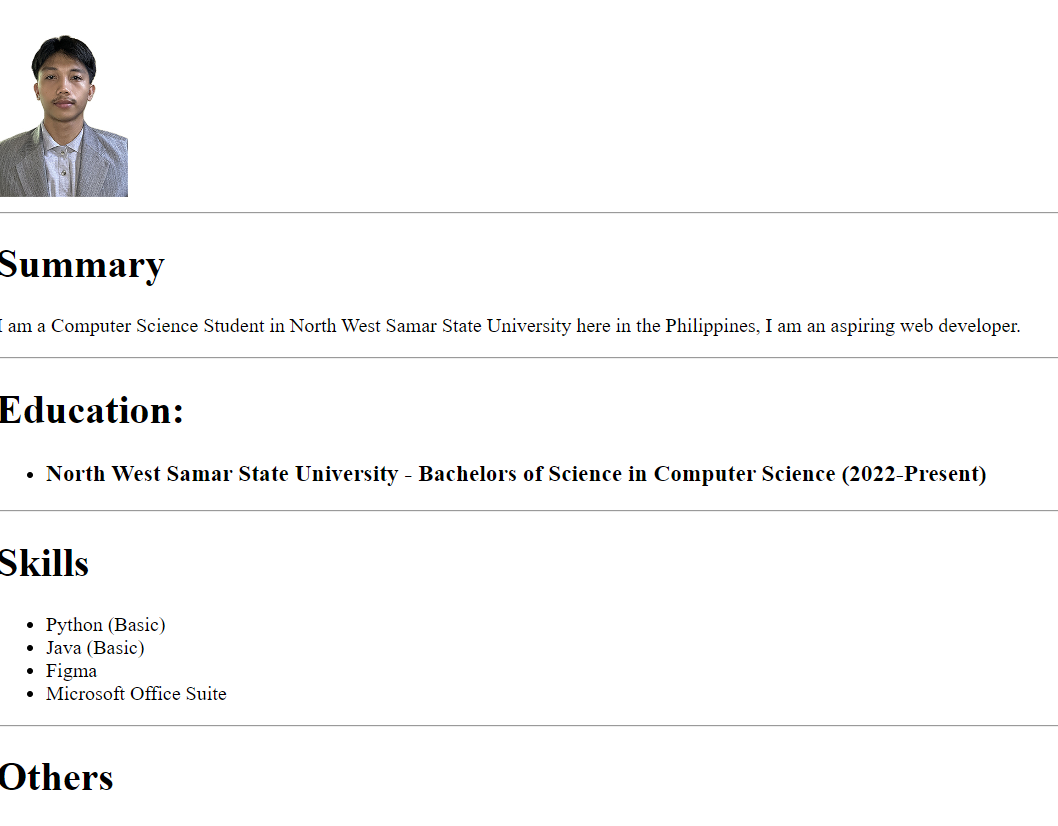 Summary
I am a Computer Science Student in North West Samar State University here in the Philippines, I am an aspiring web developer.
Education:
North West Samar State University - Bachelors of Science in Computer Science (2022-Present)
Skills
Python (Basic)
Java (Basic)
Figma
Microsoft Office Suite
Others